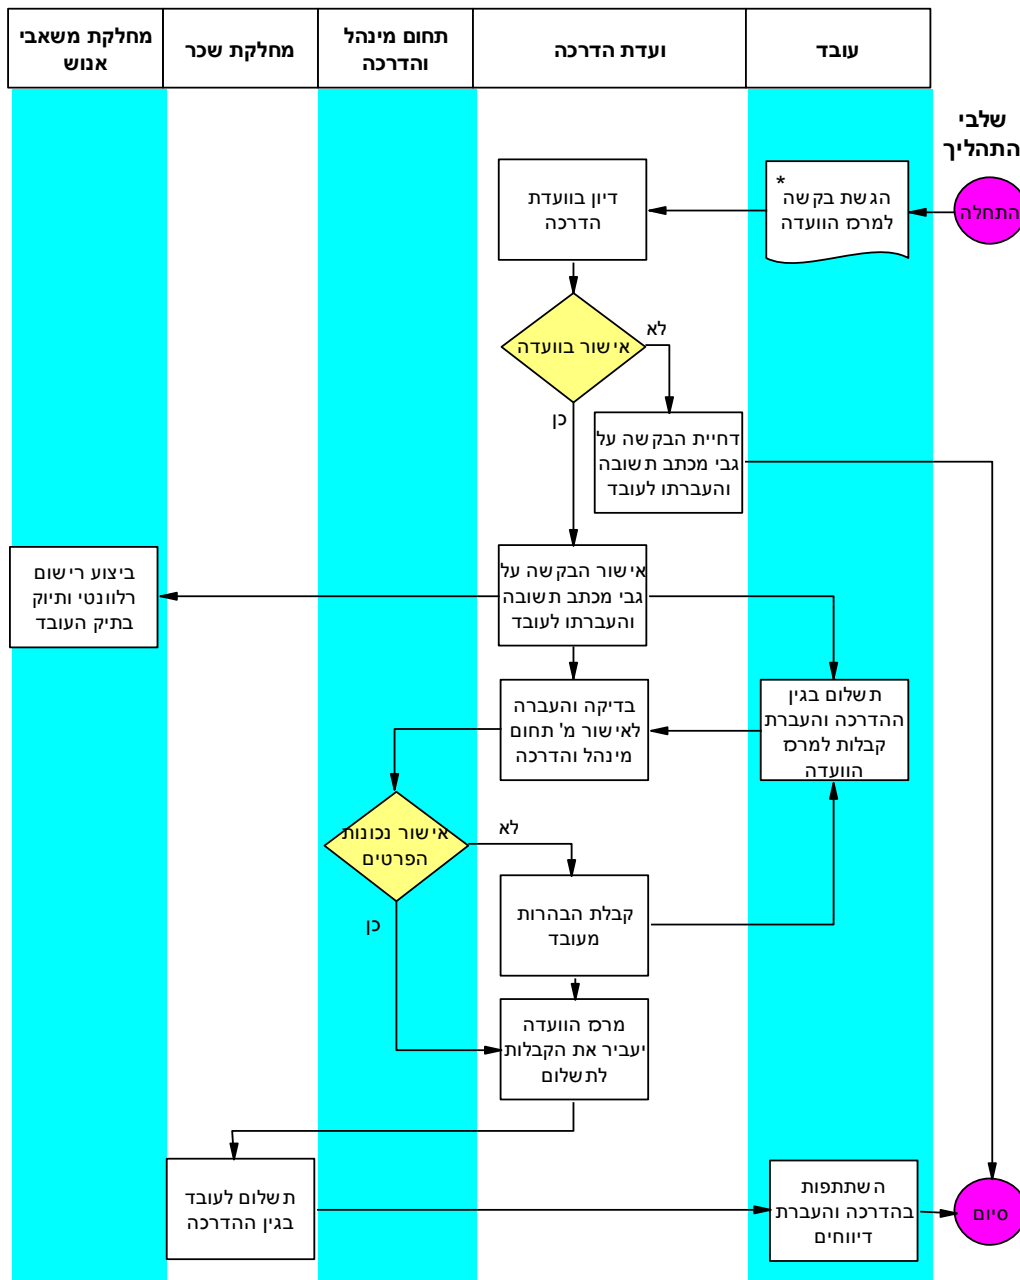 עובד
ועדת הדרכה
תחום מינהל
והדרכה
מחלקת שכר
מחלקת משאבי
אנוש
שלבי
התהליך
התחלה
*
הגשת בקשה
למרכז הוועדה
דיון בוועדת
הדרכה
אישור בוועדה
לא
כן
דחיית הבקשה על
גבי מכתב תשובה
והעברתו לעובד
אישור הבקשה על
גבי מכתב תשובה
והעברתו לעובד
ביצוע רישום
רלוונטי ותיוק
בתיק העובד
תשלום בגין
ההדרכה והעברת
קבלות למרכז
הוועדה
בדיקה והעברה
לאישור מ' תחום
מינהל והדרכה
אישור נכונות
הפרטים
לא
כן
קבלת הבהרות
מעובד
מרכז הוועדה
יעביר את הקבלות
לתשלום
תשלום לעובד
בגין ההדרכה
השתתפות
בהדרכה והעברת
דיווחים
סיום